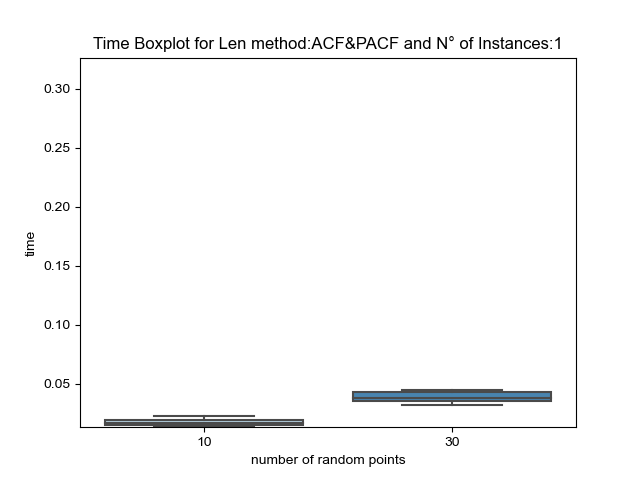 Time Boxplot for Len method:ACF&PACF and N° of Instances:1
0.30
0.25
0.20
0.15
0.10
0.05
time
10
30
number of random points